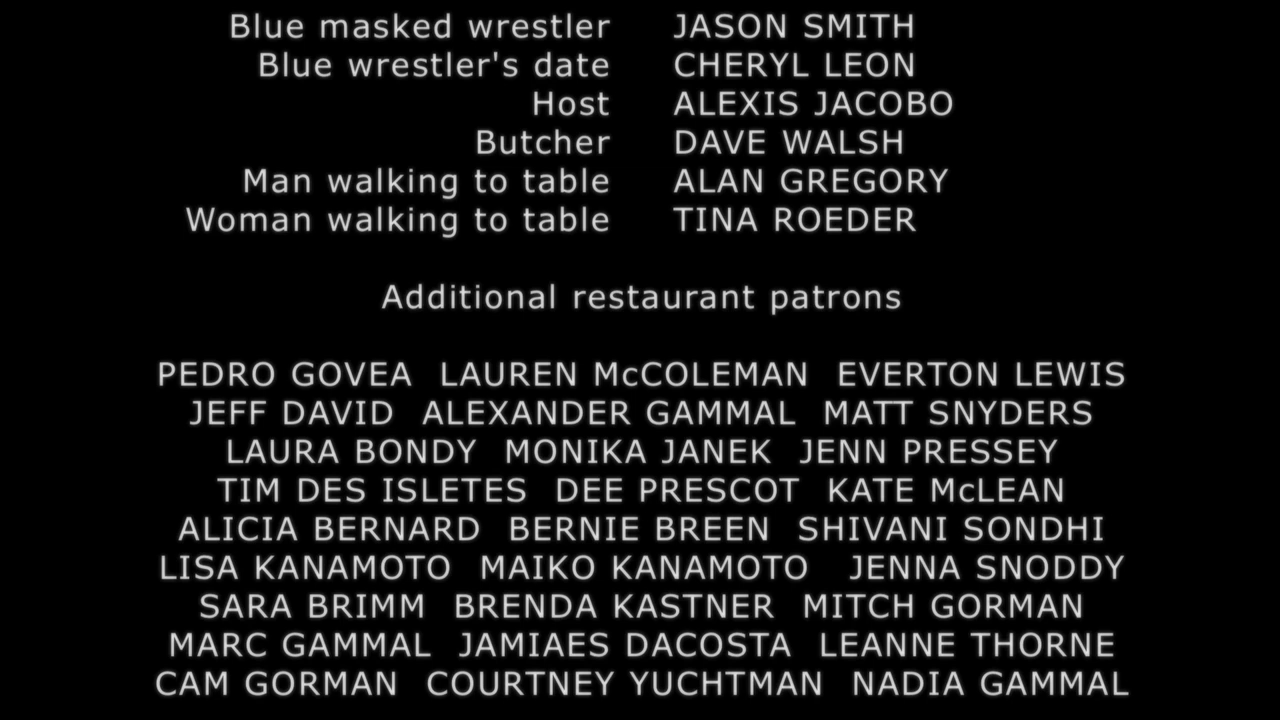 Blue masked wrestler JASON SMITH
Blue wrestler's date CHERYL LEON
Host ALEXIS JACOBO
Butcher DAVE WALSH
Man walking to table ALAN GREGORY
Woman walking to table TINA ROEDER
Additional restaurant patrons
PEDRO GOVEA LAUREN McCOLEMAN EVERTON LEWIS
JEFF DAVID ALEXANDER GAMMAL MATT SNYDERS
LAURA BONDY MONIKA JANEK JENN PRESSEY
TIM DES ISLETES DEE PRESCOT KATE McLEAN
ALICIA BERNARD BERNIE BREEN SHIVANI SONDHI
LISA KANAMOTO MAIKO KANAMOTO JENNA SNODDY
SARA BRIMM BRENDA KASTNER MITCH GORMAN
MARC GAMMAL JAMIAES DACOSTA LEANNE THORNE
CAM GORMAN COURTNEY YUCHTMAN NADIA GAMMAL